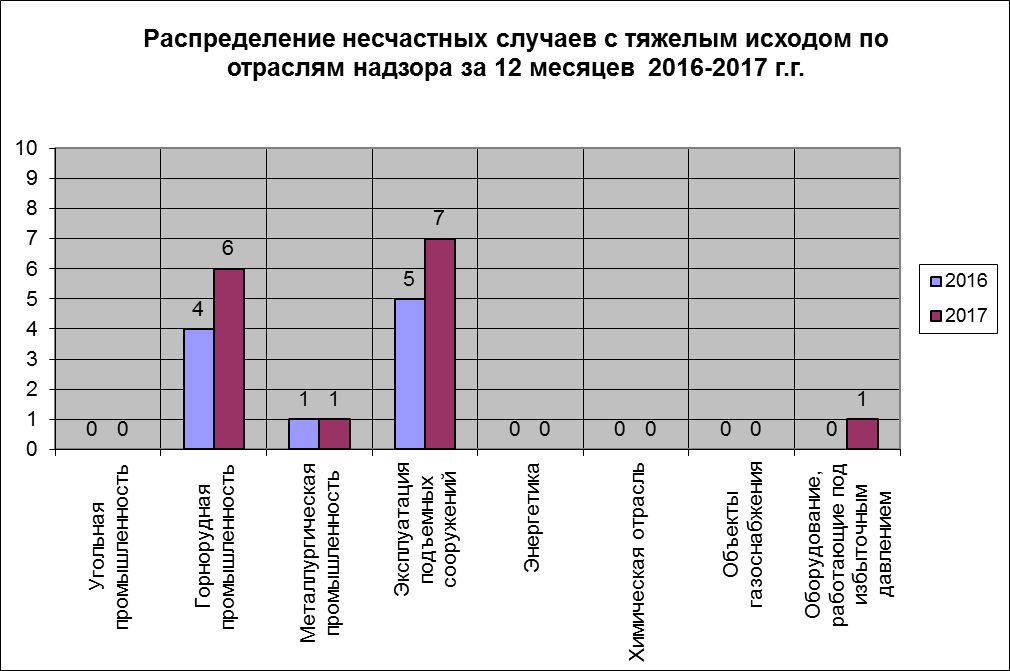 Распределение несчастных случаев с тяжелым исходом по
отраслям надзора за 12 месяцев 2016-2017 г.г.
10
9
8
7
6
5
4
3
2
1
0
0 0
4 6
1 1
5 7
0 0
0 0
0 0
0 1
2016
2017
Угольная
промышленность
Горнорудная
промышленность
Металлургическая
промышленность
Эксплуатация
подъемных
сооружений
Энергетика
Химическая отрасль
Объекты
газоснабжения
Оборудование,
работающие под
избыточным
давлением